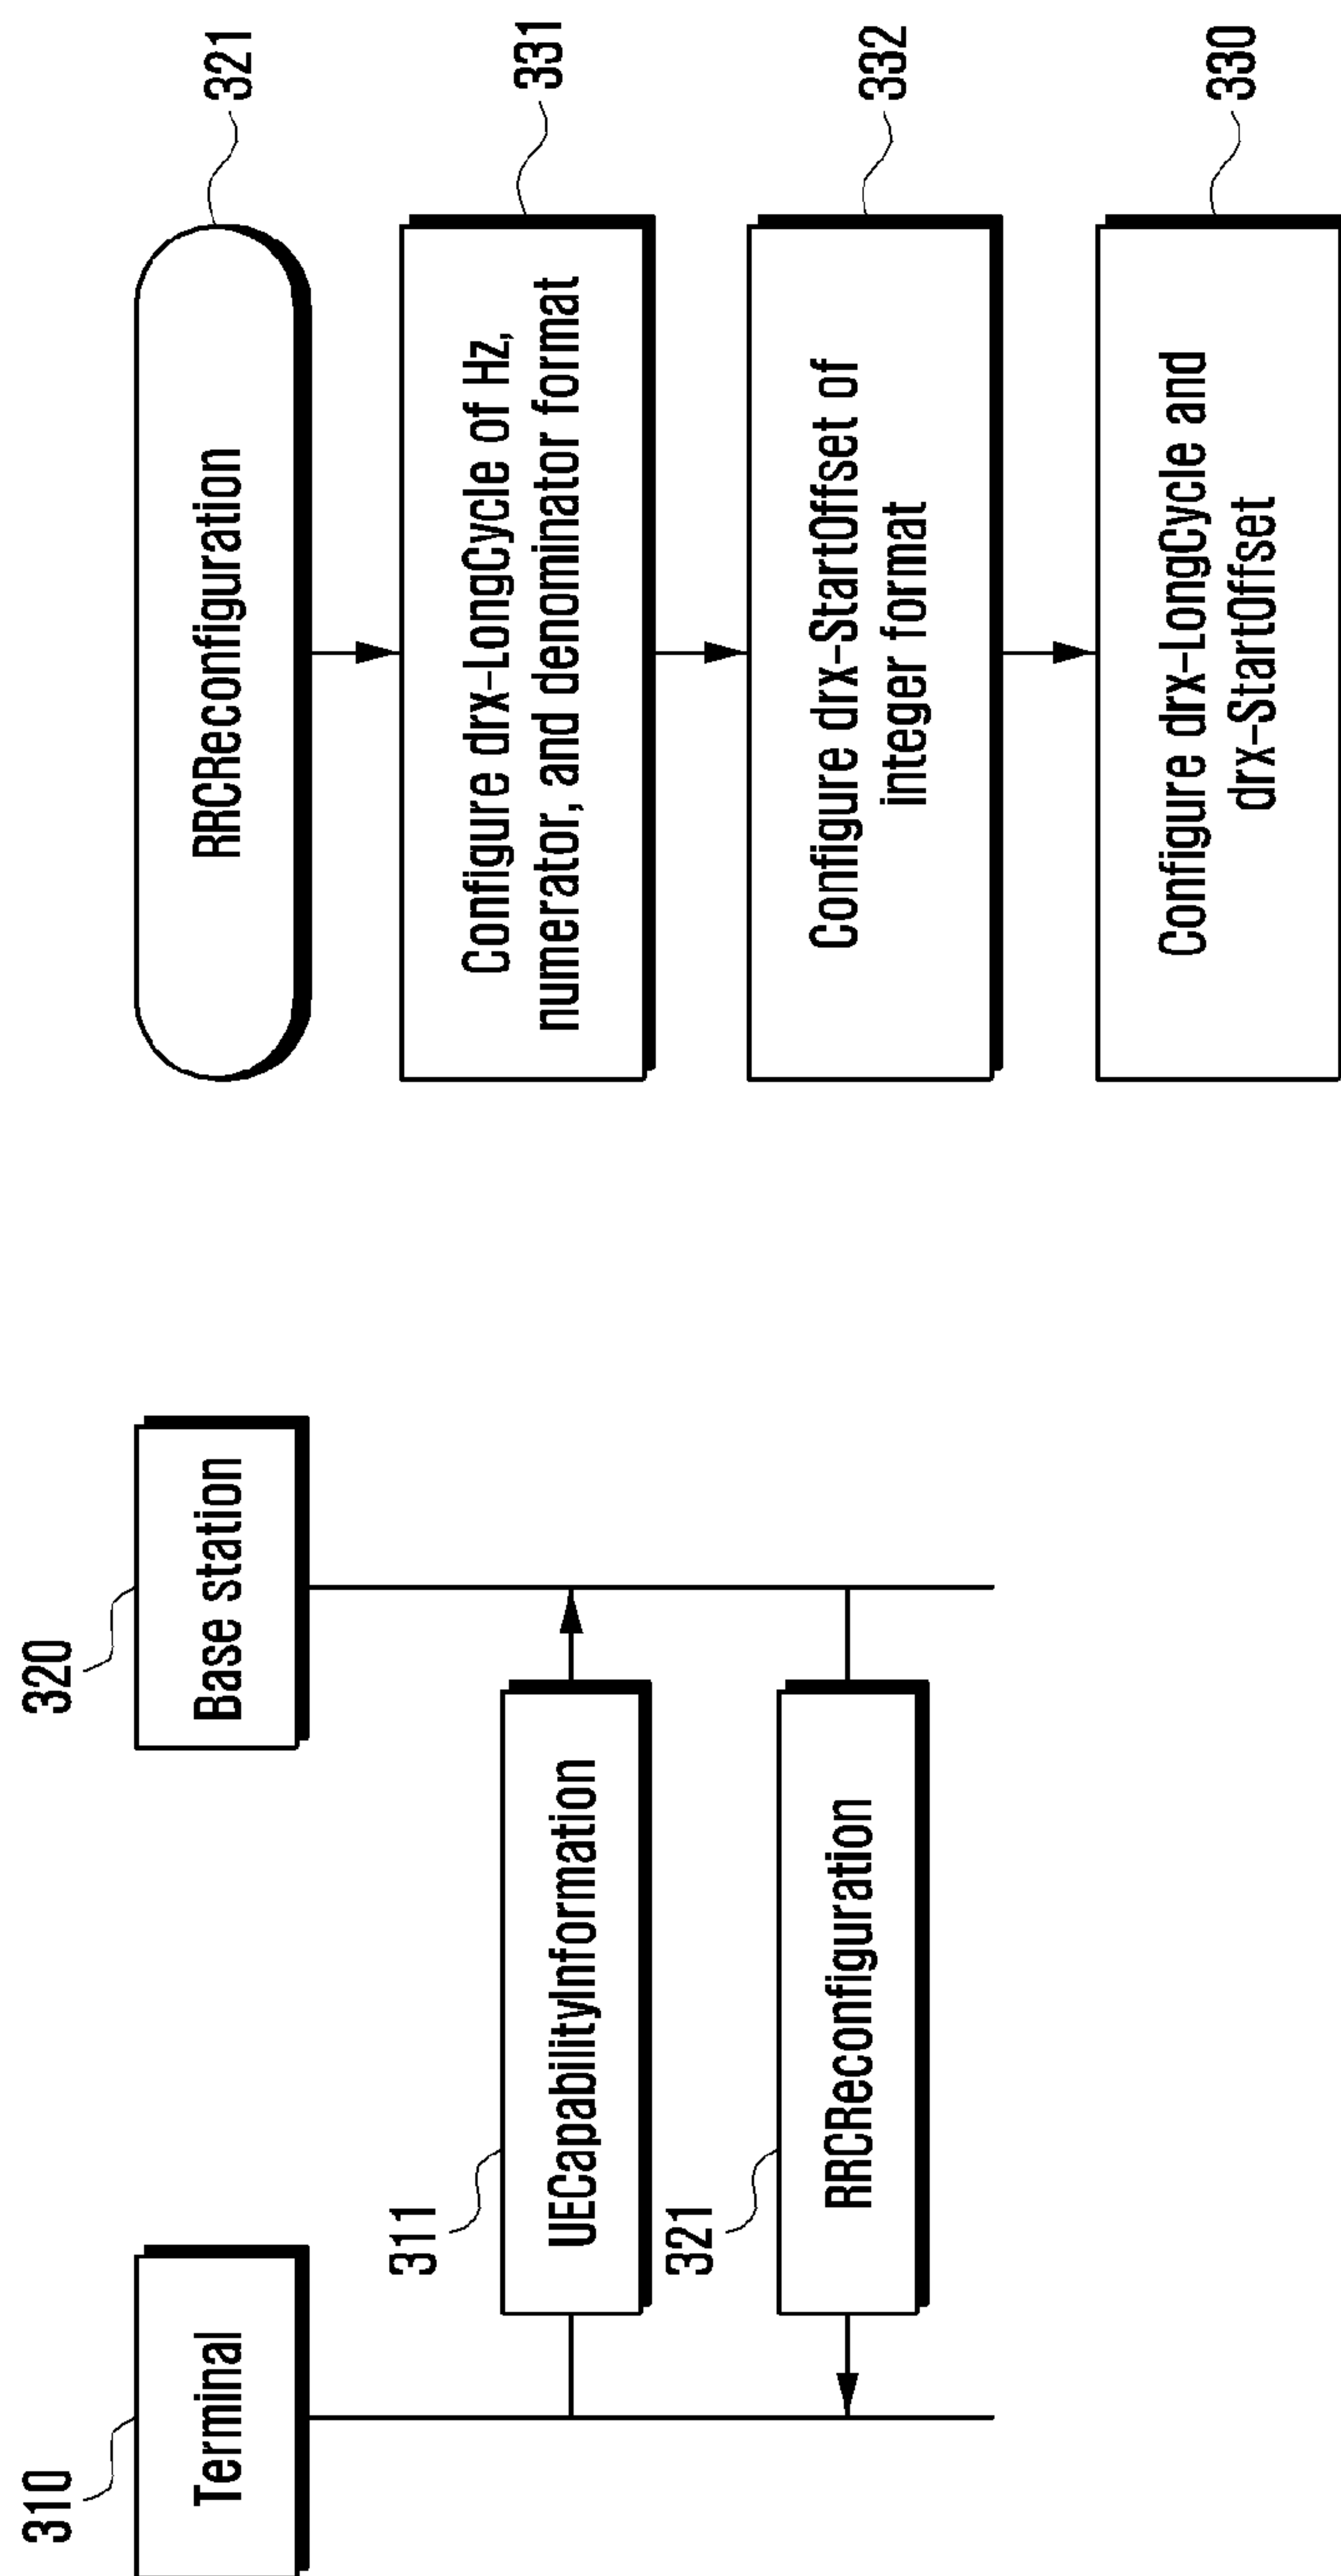 310
Terminal
320
Base station
311
UECapabilityInformation
321
RRCReconfiguration
RRCReconfiguration
321
Configure drx-LongCycle of Hz,
numerator, and denominator format
331
Configure drx-StartOffset of
integer format
332
Configure drx-LongCycle and
drx-StartOffset
330